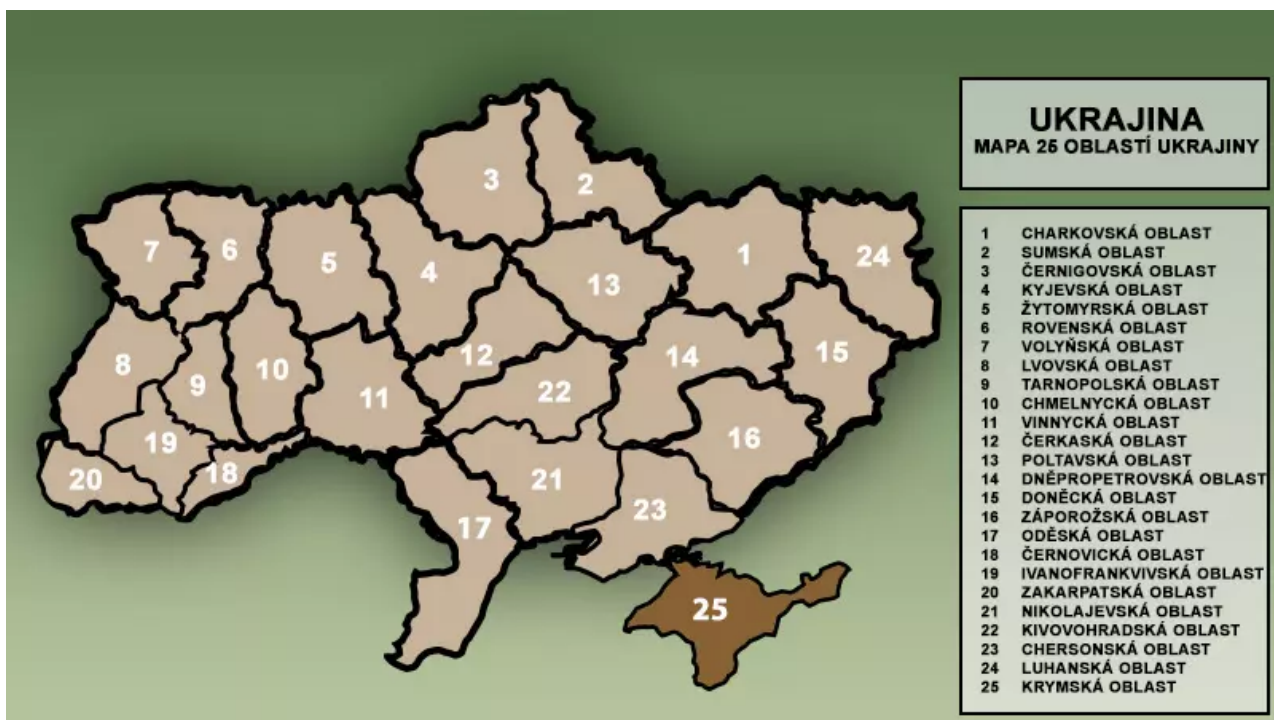 UKRAJINA
MAPA 25 OBLASTÍ UKRAJINY
1 CHARKOVSKÁ OBLAST
2 SUMSKÁ OBLAST
3 ČERNIGOVSKÁ OBLAST
4 KYJEVSKÁ OBLAST
5 ŽYTOMYRSKÁ OBLAST
6 ROVENSKÁ OBLAST
7 VOLYŇSKÁ OBLAST
8 LVOVSKÁ OBLAST
9 TARNOPOLSKÁ OBLAST
10 CHMELNYCKÁ OBLAST
11 VINNYCKÁ OBLAST
12 ČERKASKÁ OBLAST
13 POLTAVSKÁ OBLAST
14 DNĚPROPETROVSKÁ OBLAST
15 DONĚCKÁ OBLAST
16 ZÁPOROŽSKÁ OBLAST
17 ODĚSKÁ OBLAST
18 ČERNOVICKÁ OBLAST
19 IVANOFRANKVIVSKÁ OBLAST
20 ZAKARPATSKÁ OBLAST
21 NIKOLAJEVSKÁ OBLAST
22 KIVOVOHRADSKÁ OBLAST
23 CHERSONSKÁ OBLAST
24 LUHANSKÁ OBLAST
25 KRYMSKÁ OBLAST
3
2
7
6
5
4
13
1
24
8
9
10
11
12
22
14
15
19
20
18
17
21
16
23
25